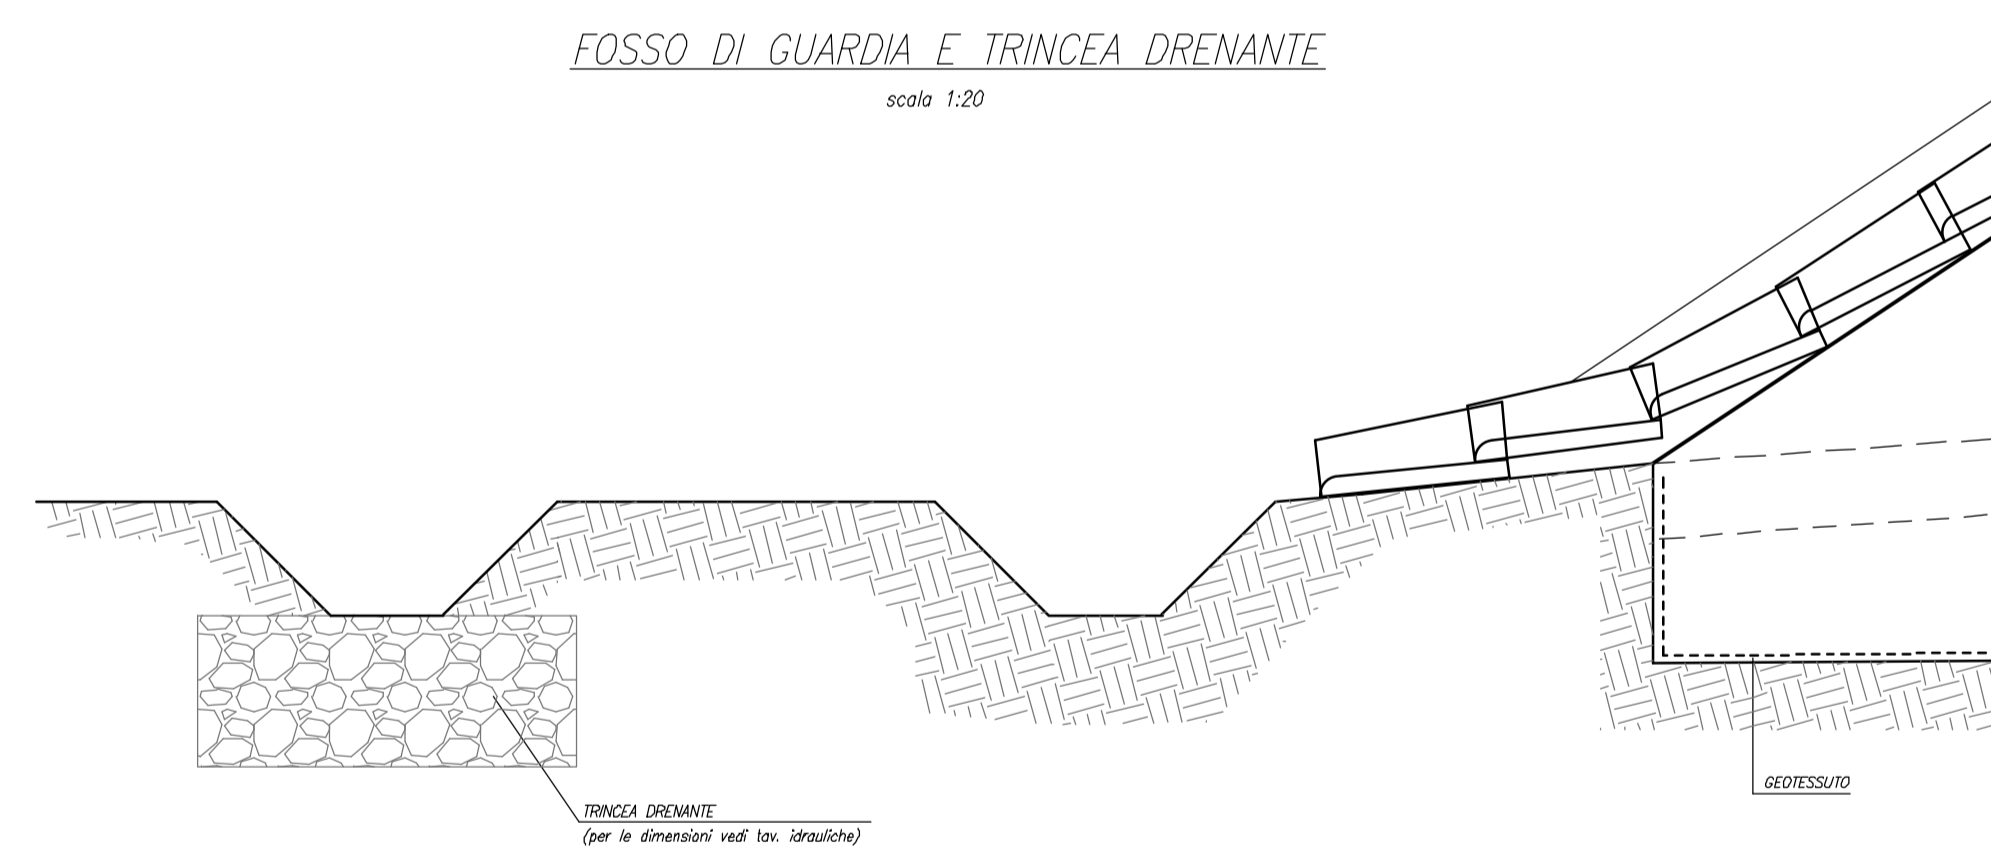 FOSSO DI GUARDIA E TRINCEA DRENANTE
scala 1:20
TRINCEA DRENANTE
(per le dimensioni vedi tav. idrauliche)
GEOTESSUTO